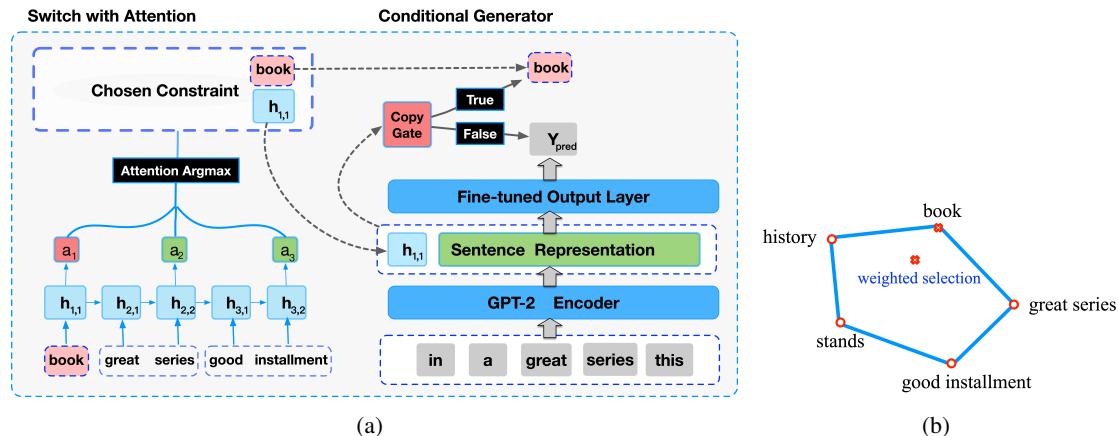 Switch with Attention
Conditional Generator
book
book
Chosen Constraint
h1,1
Copy Gate
True
False
Ypred
Attention Argmax
Fine-tuned Output Layer
a1 a2 a3
h1,1 Sentence Representation
h1,1 h2,1 h2,2 h3,1 h3,2
GPT-2 Encoder
book great series good installment
in a great series this
(a)
book
history
weighted selection
great series
stands
good installment
(b)